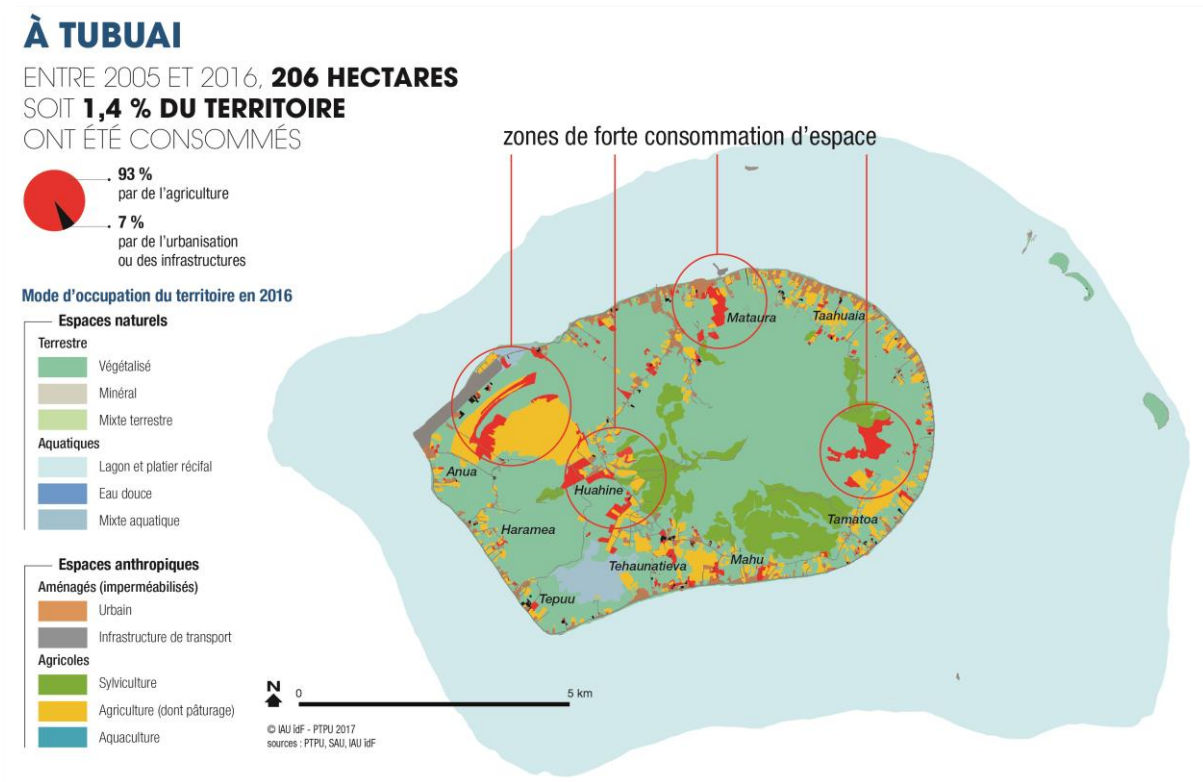 À TUBUAI
ENTRE 2005 ET 2016, 206 HECTARES
SOIT 1,4 % DU TERRITOIRE
ONT ÉTÉ CONSOMMÉS
93 %
par de l'agriculture
7 %
par de l'urbanisation
ou des infrastructures
zones de forte consommation d'espace
Mode d'occupation du territoire en 2016
Espaces naturels
Terrestre
Végétalisé
Minéral
Mixte terrestre
Aquatiques
Lagon et platier récifal
Eau douce
Mixte aquatique
Espaces anthropiques
Aménagés (imperméabilisés)
Urbain
Infrastructure de transport
Agricoles
Sylviculture
Agriculture (dont pâturage)
Aquaculture
Mataura
Taahuaia
Anua
Huahine
Haramea
Tamatoa
Tehaunatieva
Mahu
Tepuu
N
0
5 km
© IAU îdF - PTPU 2017
sources : PTPU, SAU, IAU îdF